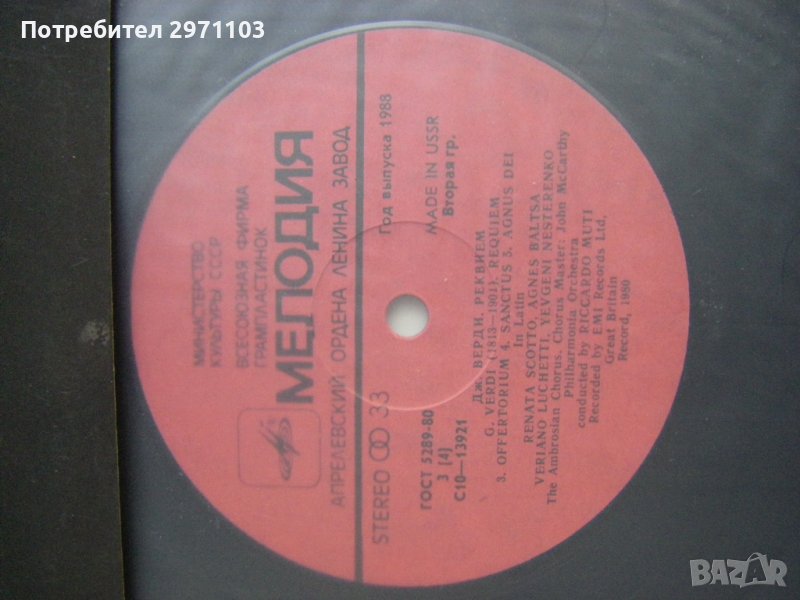 Потребител 2971103
МИНИСТЕРСТВО
КУЛЬТУРЫ СССР
ВСЕСОЮЗНАЯ ФИРМА
ГРАМПЛАСТИНОК
МЕЛОДИЯ
АПРЕЛЕВСКИЙ ОРДЕНА ЛЕНИНА ЗАВОД
STEREO 33
Год выпуска 1988
ГОСТ 5289-80
3 [4]
С10—13921
MADE IN USSR
Вторая гр.
Дж. ВЕРДИ. РЕКВИЕМ
G. VERDI (1813—1901). REQUIEM
3. OFFERTORIUM 4. SANCTUS 5. AGNUS DEI
In Latin
RENATA SCOTTO, AGNES BALTSA
VERIANO LUCHETTI, YEVGENI NESTERENKO
The Ambrosian Chorus, Chorus Master: John McCarthy
Philharmonia Orchestra
conducted by RICCARDO MUTI
Recorded by EMI Records Ltd,
Great Britain
Record, 1980
BAZAR